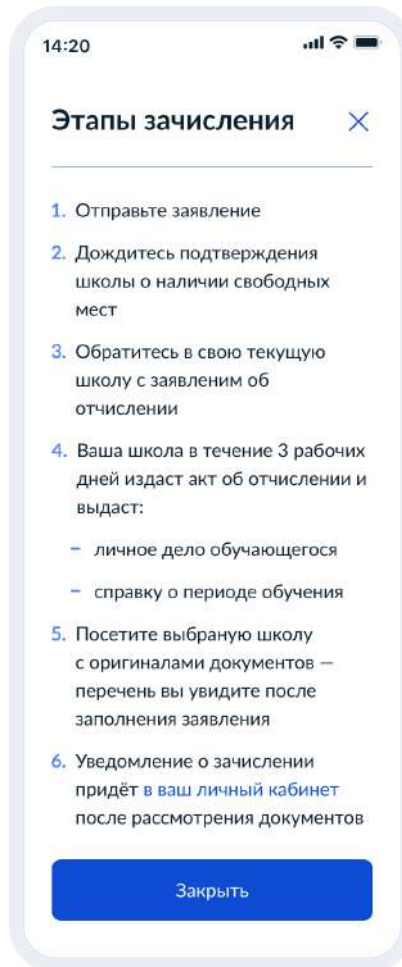 14:20
Этапы зачисления
1. Отправьте заявление
2. Дождитесь подтверждения
школы о наличии свободных
мест
3. Обратитесь в свою текущую
школу с заявленим об
отчислении
4. Ваша школа в течение 3 рабочих
дней издаст акт об отчислении и
выдаст:
– личное дело обучающегося
– справку о периоде обучения
5. Посетите выбраную школу
с оригиналами документов —
перечень вы увидите после
заполнения заявления
6. Уведомление о зачислении
придёт в ваш личный кабинет
после рассмотрения документов
Закрыть